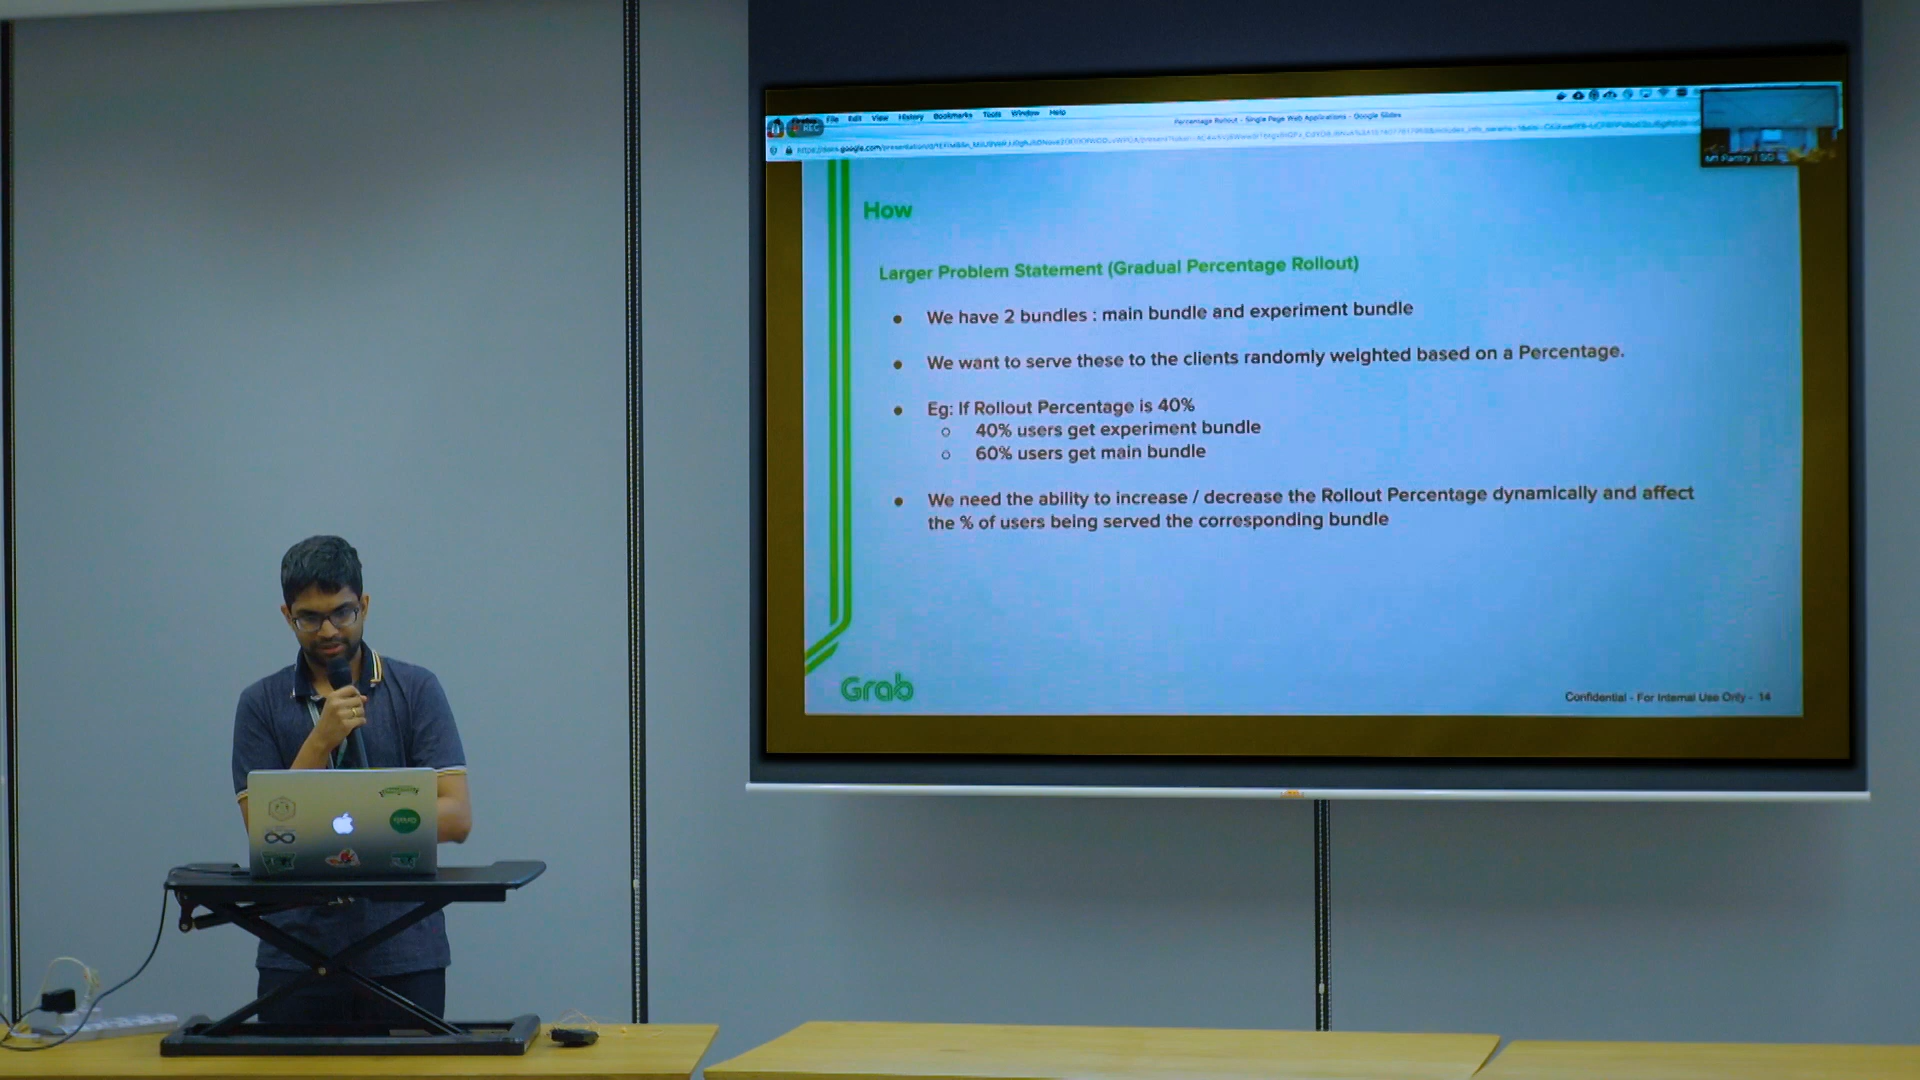 File Edit View History Bookmarks Tools Window Help
REC
Percentage Rollout - Single Page Web Applications - Google Slides
M1 Pantry
How
Larger Problem Statement (Gradual Percentage Rollout)
● We have 2 bundles : main bundle and experiment bundle
● We want to serve these to the clients randomly weighted based on a Percentage.
● Eg: If Rollout Percentage is 40%
○ 40% users get experiment bundle
○ 60% users get main bundle
● We need the ability to increase / decrease the Rollout Percentage dynamically and affect
the % of users being served the corresponding bundle
Grab
Confidential - For Internal Use Only - 14